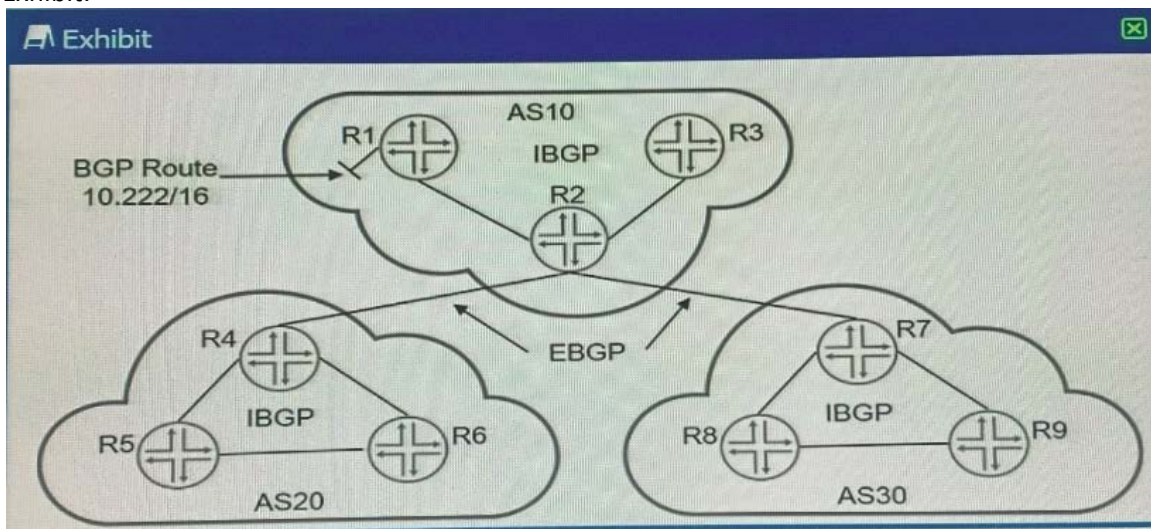 Exhibit
AS10
R1
R3
IBGP
BGP Route
10.222/16
R2
R4
EBGP
R7
IBGP
IBGP
R5
R6
R8
R9
AS20
AS30